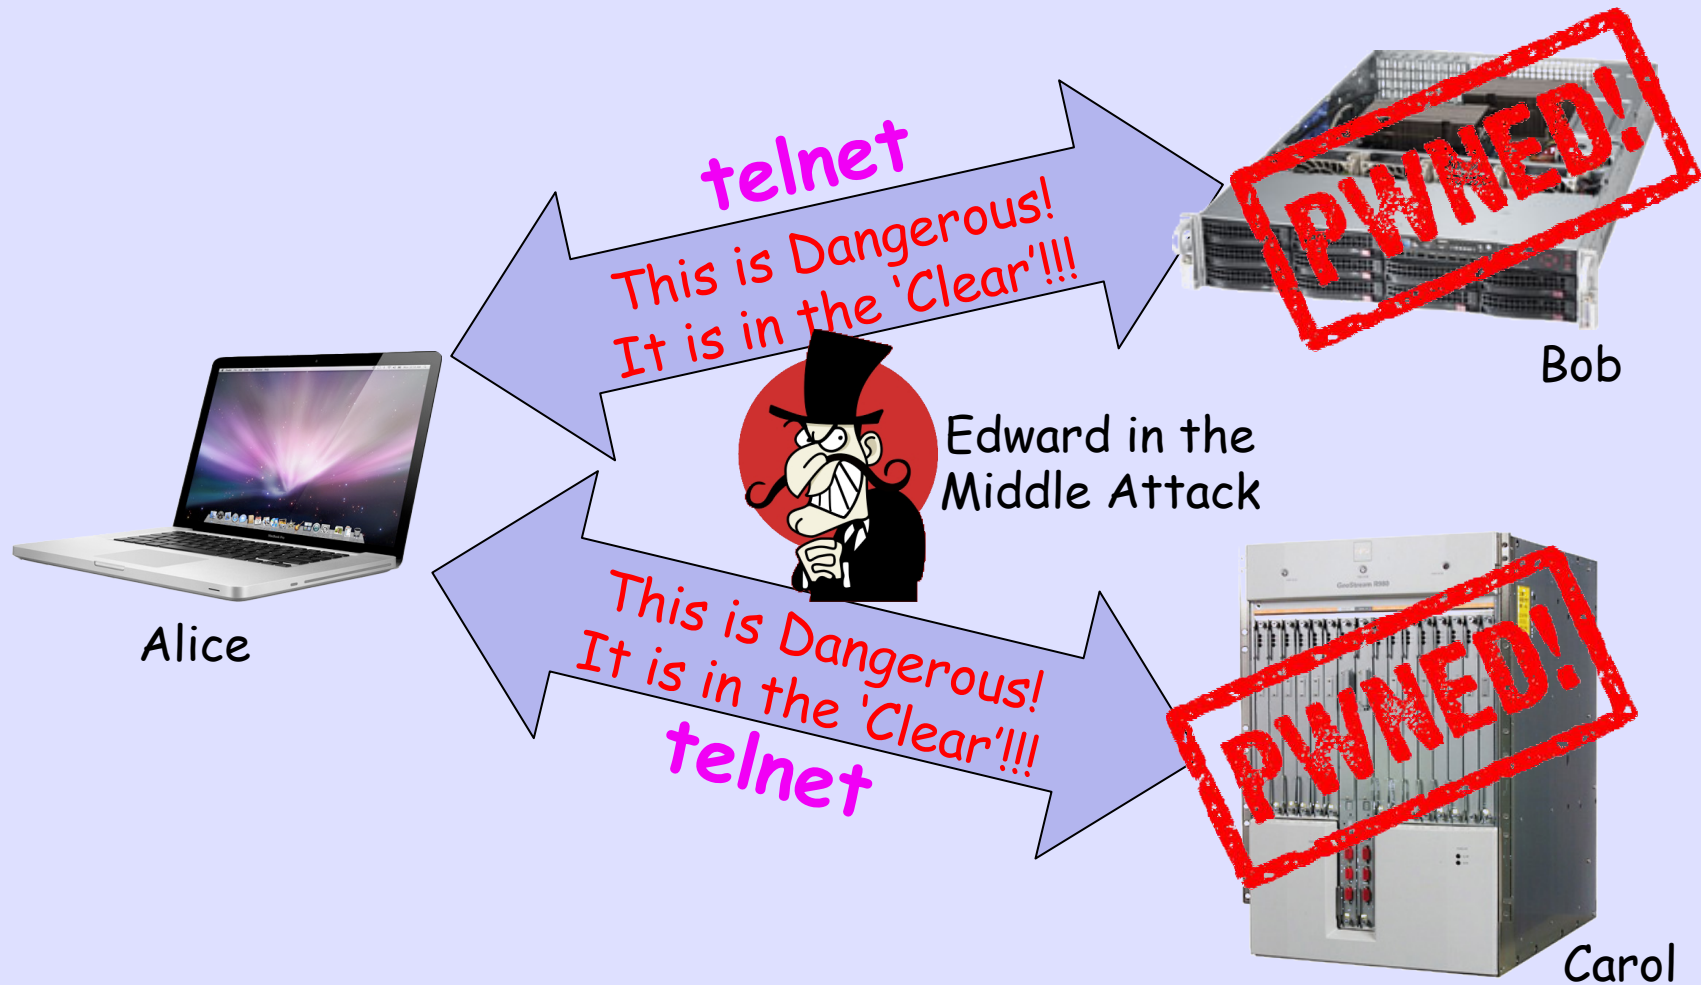 telnet
This is Dangerous!
It is in the 'Clear'!!!
PWNED!
Bob
Edward in the
Middle Attack
Alice
This is Dangerous!
It is in the 'Clear'!!!
telnet
PWNED!
Carol